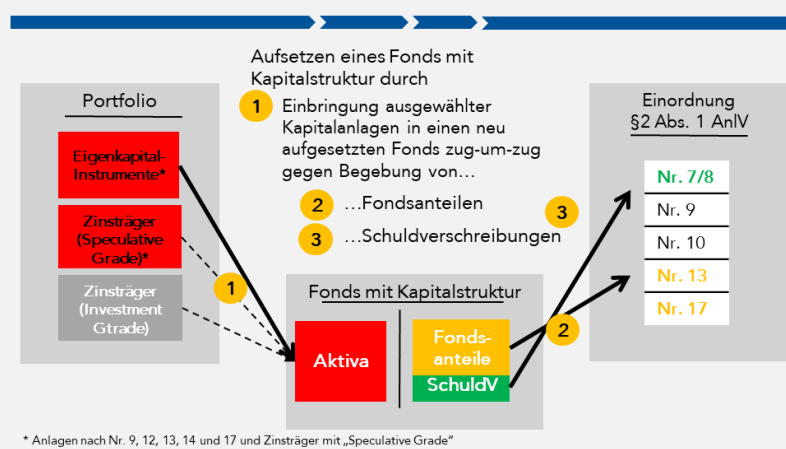 Aufsetzen eines Fonds mit
Kapitalstruktur durch
1 Einbringung ausgewählter
Kapitalanlagen in einen neu
aufgesetzten Fonds zug-um-zug
gegen Begebung von…
2 …Fondsanteilen
3 …Schuldverschreibungen
Portfolio
Eigenkapital-
Instrumente*
Zinsträger
(Speculative
Grade)*
Zinsträger
(Investment
Gtrade)
1
Fonds mit Kapitalstruktur
Aktiva
Fonds-
anteile
SchuldV
3
2
Einordnung
§2 Abs. 1 AnlV
Nr. 7/8
Nr. 9
Nr. 10
Nr. 13
Nr. 17
* Anlagen nach Nr. 9, 12, 13, 14 und 17 und Zinsträger mit „Speculative Grade"